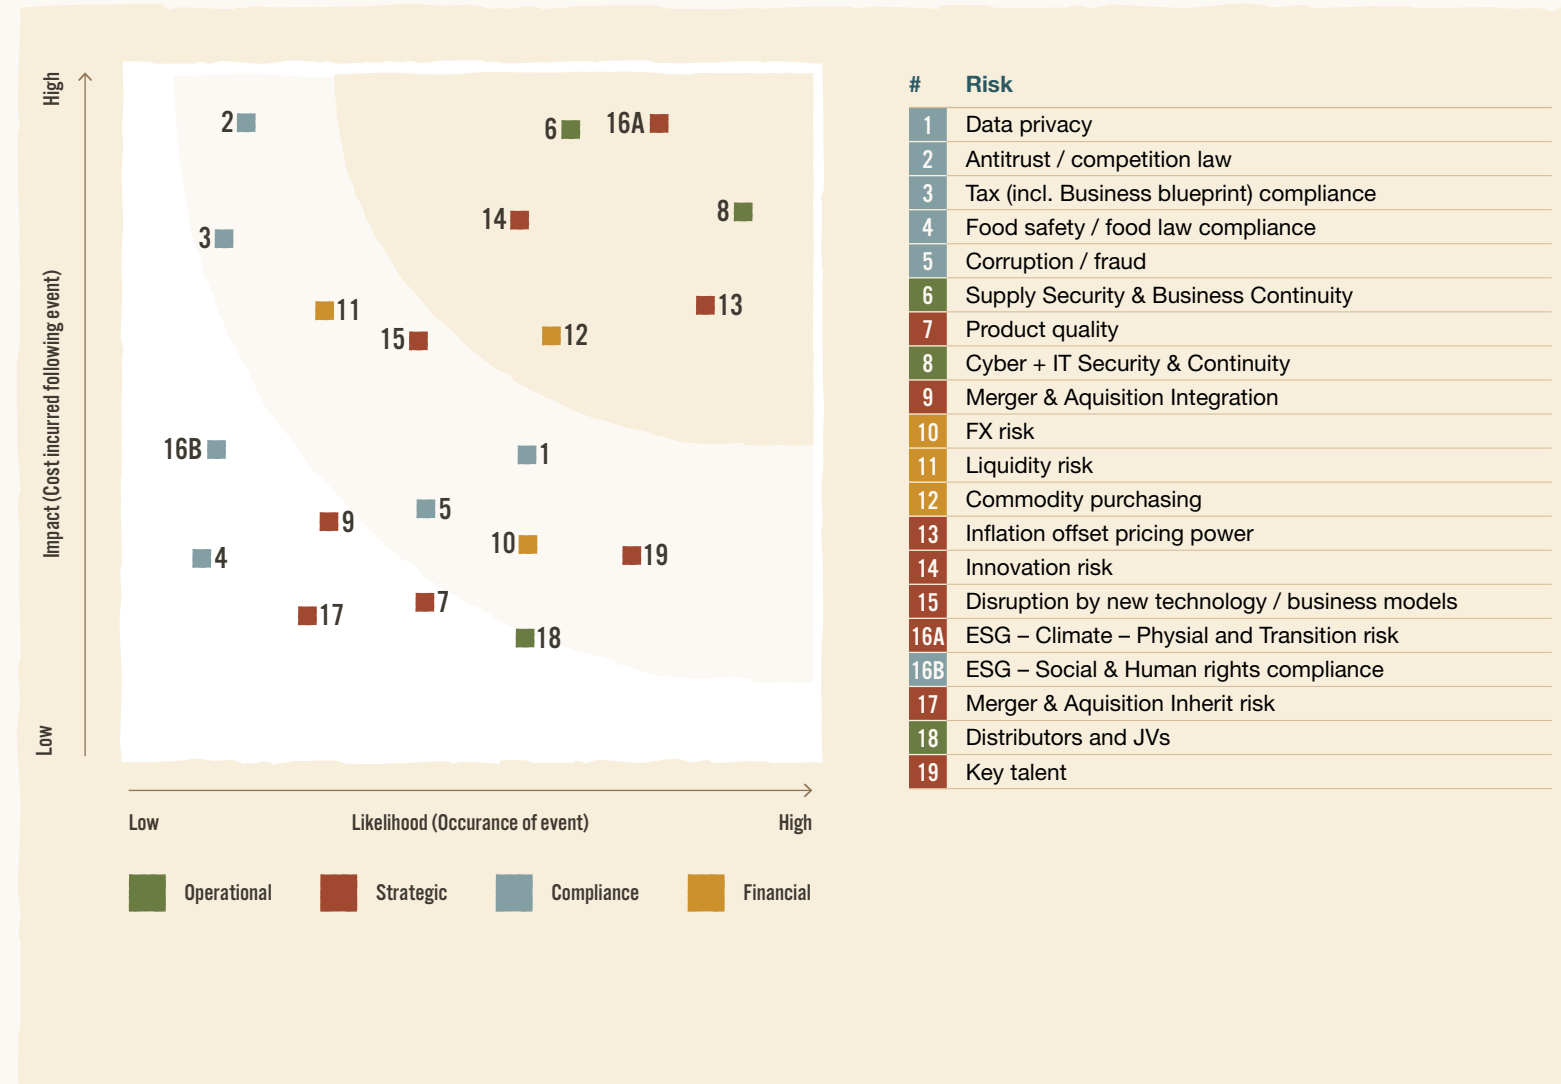 High
Impact (Cost incurred following event)
Low
2
6
16A
14
8
3
11
13
15
12
16B
1
5
9
10
19
4
7
17
18
Low
Likelihood (Occurance of event)
High
Operational
Strategic
Compliance
Financial
# Risk
1 Data privacy
2 Antitrust / competition law
3 Tax (incl. Business blueprint) compliance
4 Food safety / food law compliance
5 Corruption / fraud
6 Supply Security & Business Continuity
7 Product quality
8 Cyber + IT Security & Continuity
9 Merger & Aquisition Integration
10 FX risk
11 Liquidity risk
12 Commodity purchasing
13 Inflation offset pricing power
14 Innovation risk
15 Disruption by new technology / business models
16A ESG – Climate – Physial and Transition risk
16B ESG – Social & Human rights compliance
17 Merger & Aquisition Inherit risk
18 Distributors and JVs
19 Key talent